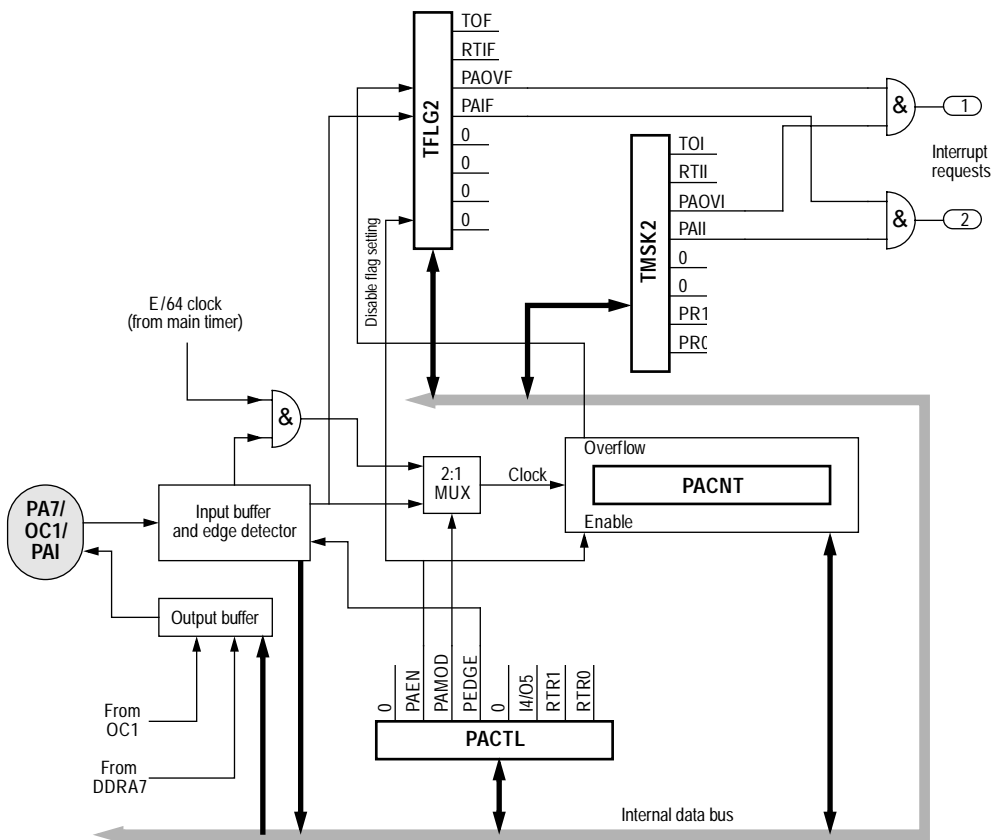 TOF
RTIF
PAOVF
PAIF
0
0
0
0
TFLG2
&
1
Interrupt
requests
&
2
TOI
RTII
PAOVI
PAII
0
0
PR1
PR0
TMSK2
Disable flag setting
E/64 clock
(from main timer)
&
2:1
MUX
Clock
Overflow
PACNT
Enable
PA7/
OC1/
PAI
Input buffer
and edge detector
Output buffer
From
OC1
From
DDRA7
0
PAEN
PAMOD
PEDGE
0
I4/O5
RTR1
RTR0
PACTL
Internal data bus